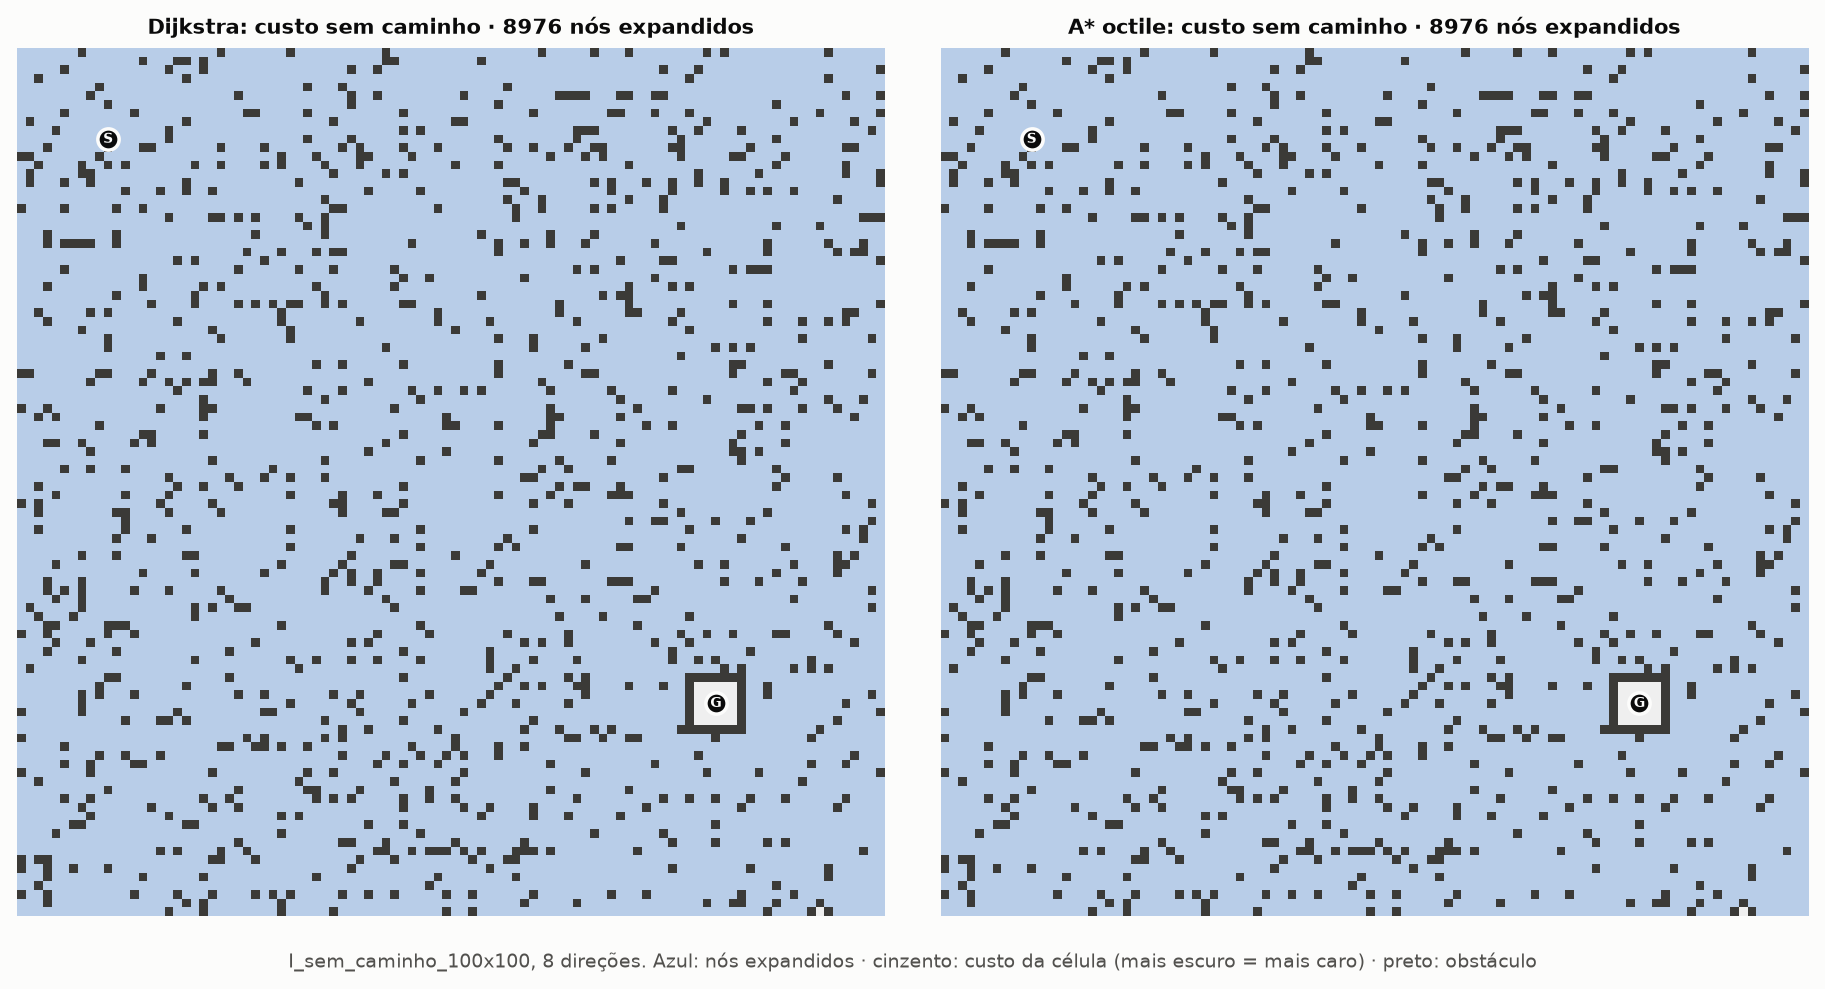 Dijkstra: custo sem caminho · 8976 nós expandidos
A* octile: custo sem caminho · 8976 nós expandidos
S
S
G
G
I_sem_caminho_100x100, 8 direções. Azul: nós expandidos · cinzento: custo da célula (mais escuro = mais caro) · preto: obstáculo